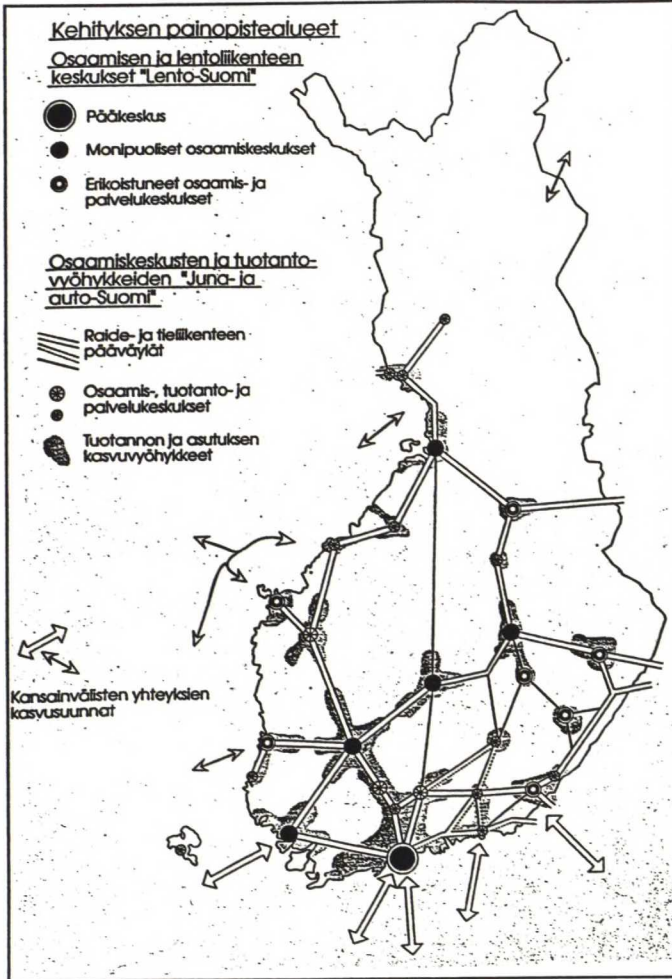 Kehityksen painopistealueet
Osaamisen ja lentoliikenteen
keskukset "Lento-Suomi"
Pääkeskus
Monipuoliset osaamiskeskukset
Erikoistuneet osaamis- ja
palvelukeskukset
Osaamiskeskusten ja tuotanto-
vyöhykkeiden "Juna- ja
auto-Suomi"
Raide- ja tieliikenteen
pääväylät
Osaamis-, tuotanto- ja
palvelukeskukset
Tuotannon ja asutuksen
kasvuvyöhykkeet
Kansainvälisten yhteyksien
kasvusuunnat